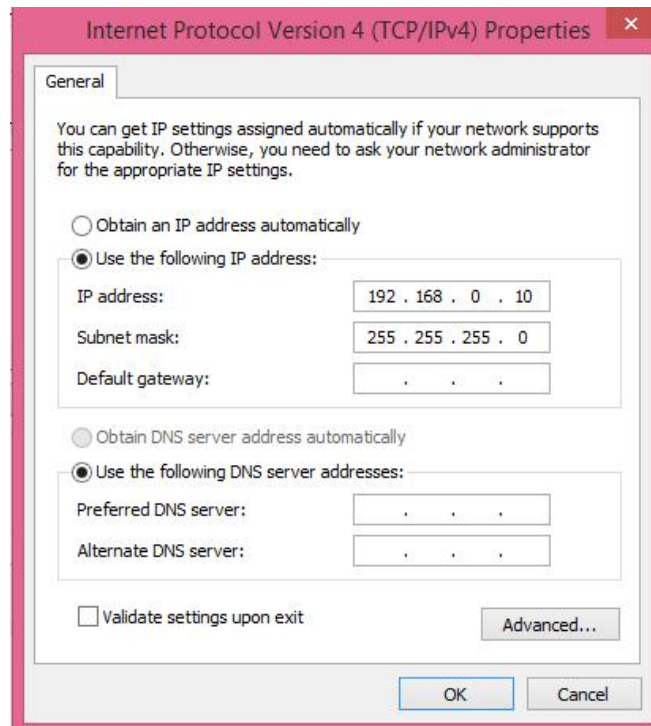 Internet Protocol Version 4 (TCP/IPv4) Properties
General
You can get IP settings assigned automatically if your network supports
this capability. Otherwise, you need to ask your network administrator
for the appropriate IP settings.
Obtain an IP address automatically
Use the following IP address:
IP address: 192 . 168 . 0 . 10
Subnet mask: 255 . 255 . 255 . 0
Default gateway: . . .
Obtain DNS server address automatically
Use the following DNS server addresses:
Preferred DNS server: . . .
Alternate DNS server: . . .
Validate settings upon exit
Advanced...
OK Cancel